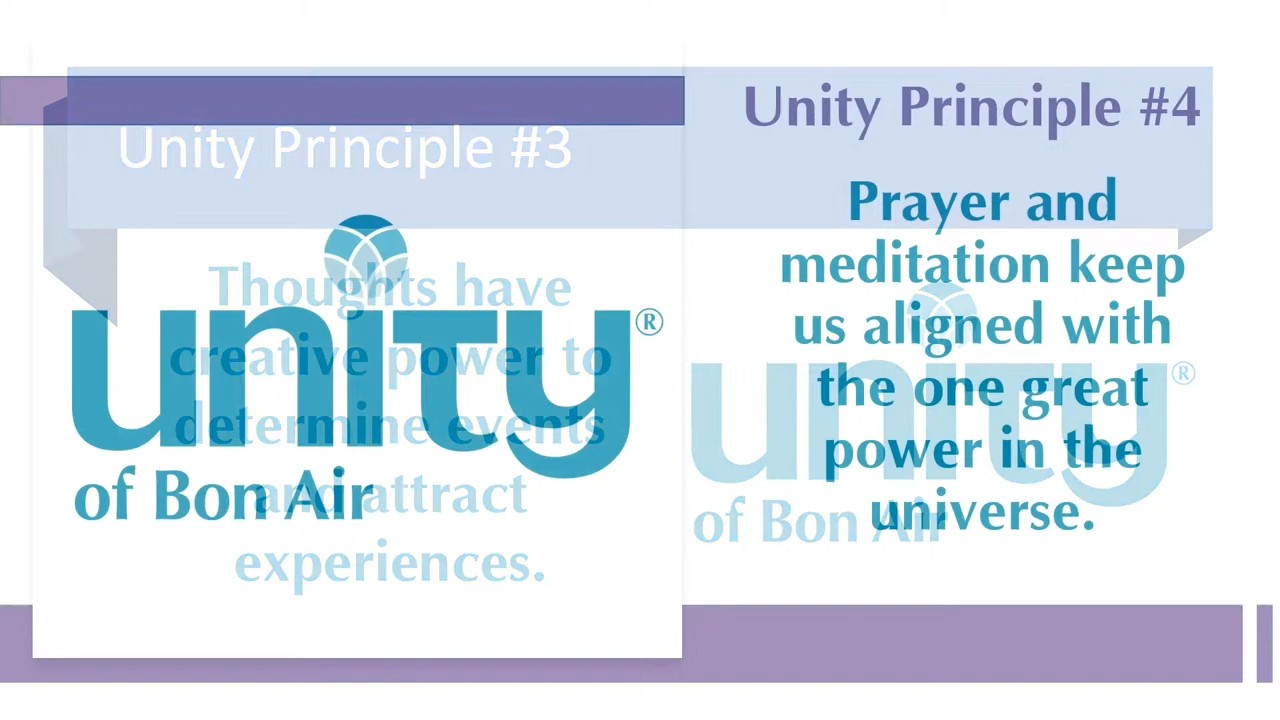 Unity Principle #3
Thoughts have
creative power to
determine events
and attract
experiences.
unity®
of Bon Air
Unity Principle #4
Prayer and
meditation keep
us aligned with
the one great
power in the
universe.
unity®
of Bon Air